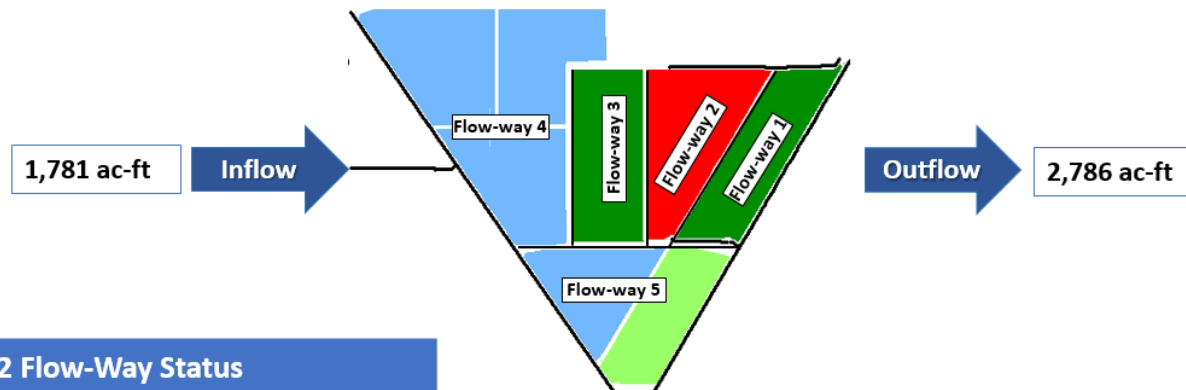 Flow-way 4
Flow-way 3
Flow-way 2
Flow-way 1
1,781 ac-ft
Inflow
Outflow
2,786 ac-ft
Flow-way 5
2 Flow-Way Status